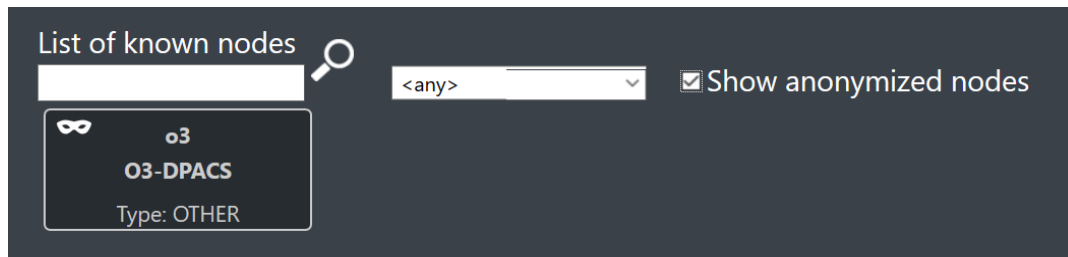 List of known nodes
<any>
Show anonymized nodes
o3
O3-DPACS
Type: OTHER